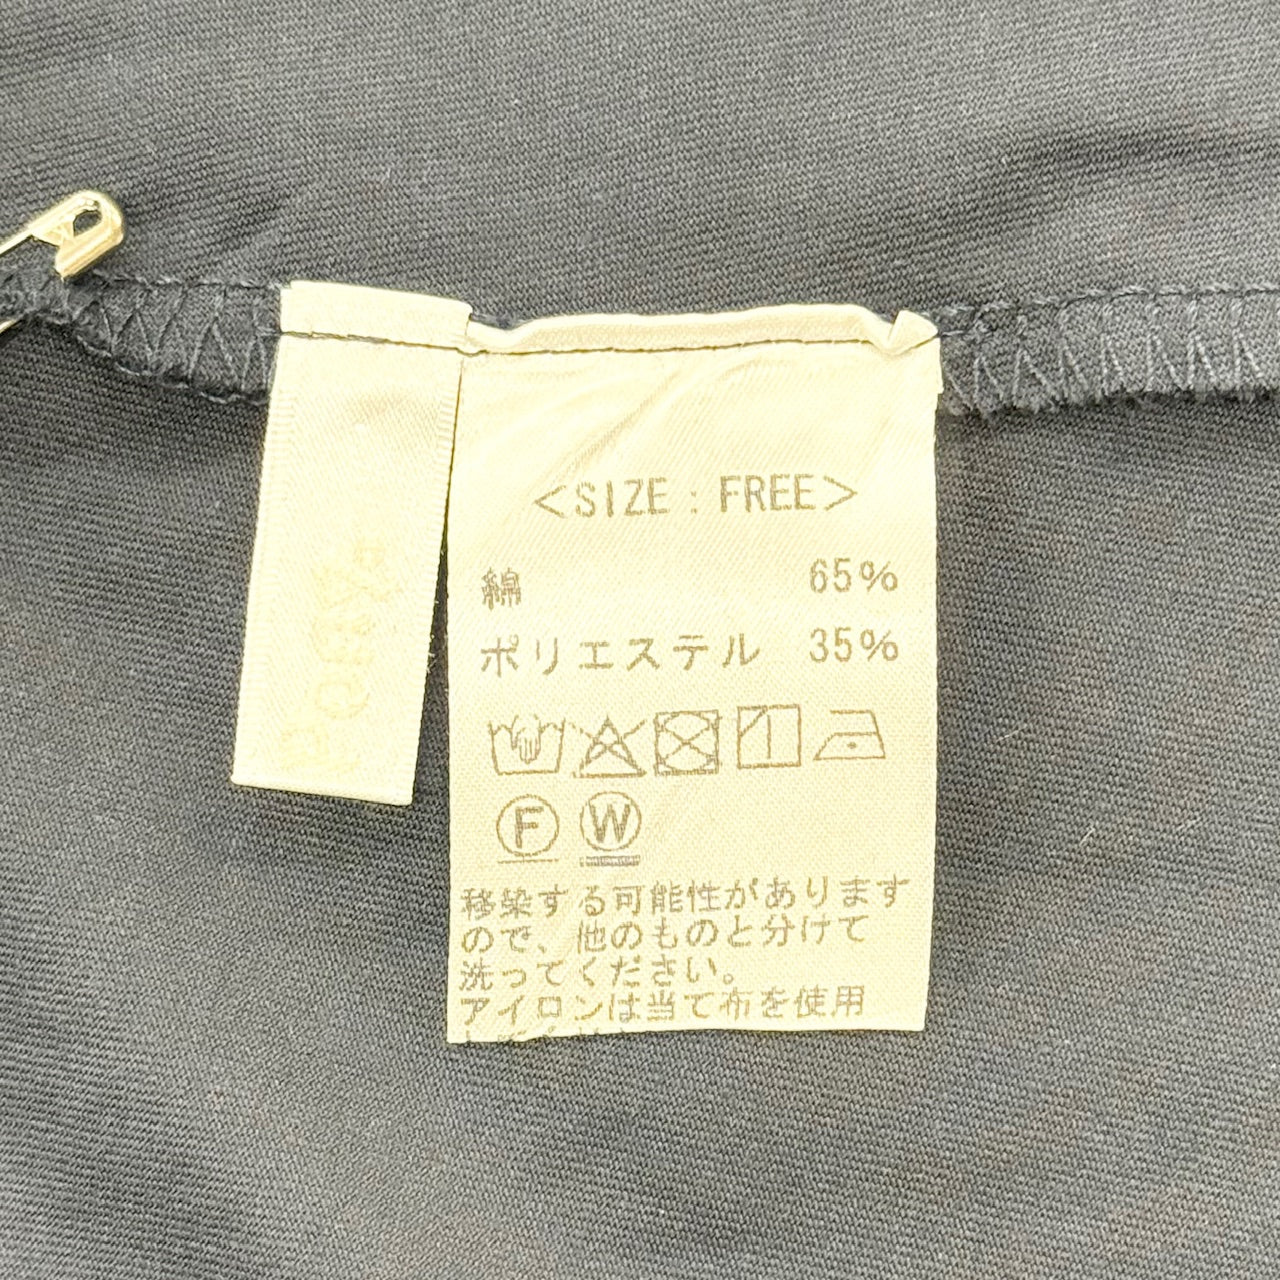 <SIZE : FREE>
綿 65%
ポリエステル 35%
F W
移染する可能性があります
ので、他のものと分けて
洗ってください。
アイロンは当て布を使用